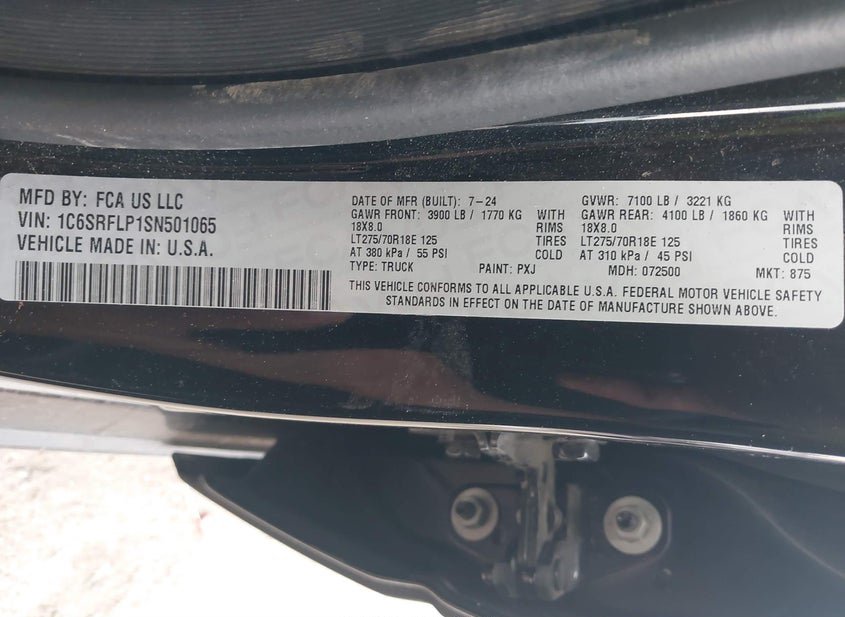 MFD BY: FCA US LLC
VIN: 1C6SRFLP1SN501065
VEHICLE MADE IN: U.S.A.
DATE OF MFR (BUILT): 7-24 GVWR: 7100 LB / 3221 KG
GAWR FRONT: 3900 LB / 1770 KG WITH GAWR REAR: 4100 LB / 1860 KG WITH
18X8.0 18X8.0
LT275/70R18E 125 TIRES LT275/70R18E 125 TIRES
AT 380 kPa / 55 PSI COLD AT 310 kPa / 45 PSI COLD
TYPE: TRUCK PAINT: PXJ MDH: 072500 MKT: 875
THIS VEHICLE CONFORMS TO ALL APPLICABLE U.S.A. FEDERAL MOTOR VEHICLE SAFETY
STANDARDS IN EFFECT ON THE DATE OF MANUFACTURE SHOWN ABOVE.